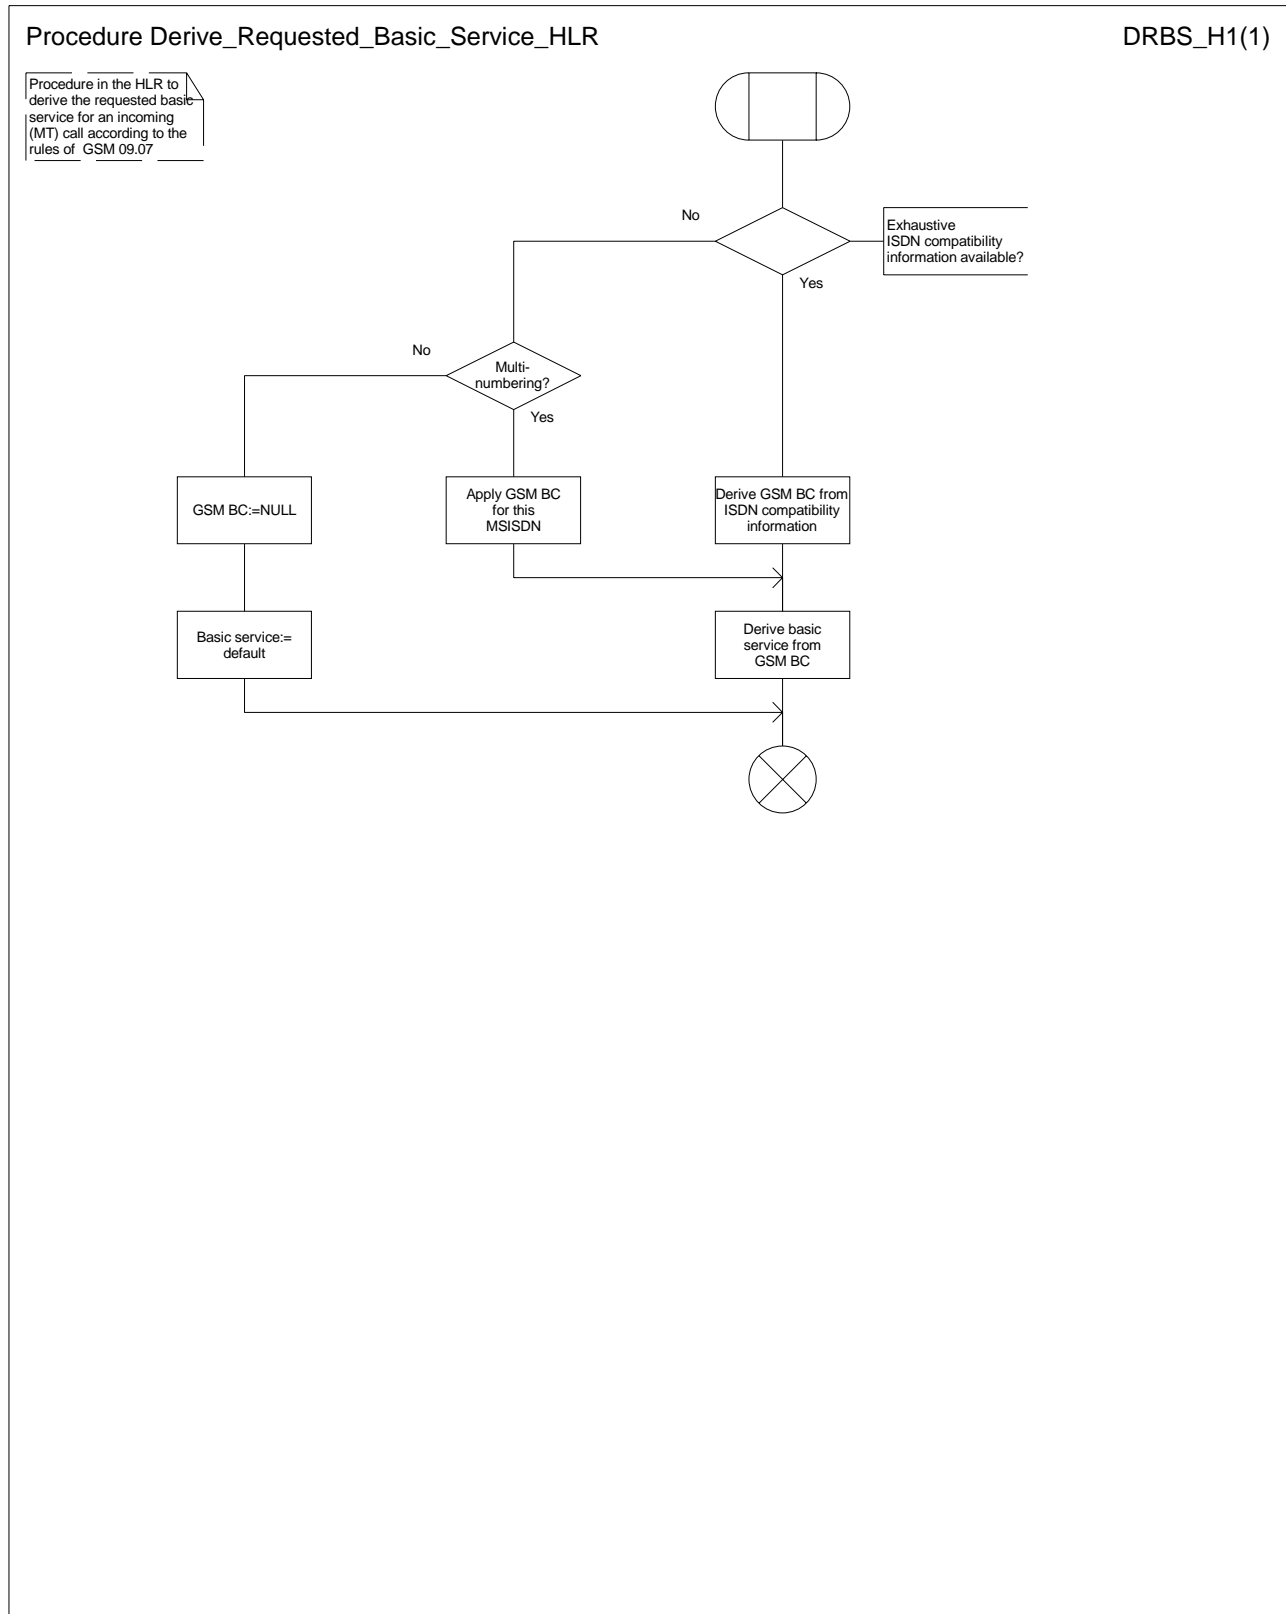 Procedure Derive_Requested_Basic_Service_HLR
DRBS_H1(1)
Procedure in the HLR to
derive the requested basic
service for an incoming
(MT) call according to the
rules of  GSM 09.07
No
Exhaustive
ISDN compatibility
information available?
Yes
No
Multi-
numbering?
Yes
GSM BC:=NULL
Apply GSM BC
for this
MSISDN
Derive GSM BC from
ISDN compatibility
information
Basic service:=
default
Derive basic
service from
GSM BC